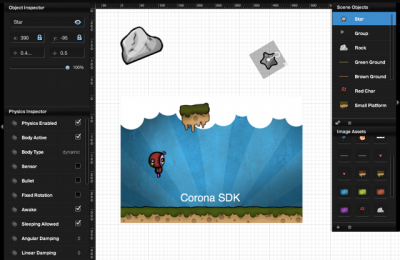 Object Inspector
Star
x: 390 y: -95
0.4... 0.5
100%
Physics Inspector
Physics Enabled
Body Active
Body Type dynamic
Sensor
Bullet
Fixed Rotation
Awake
Sleeping Allowed
Angular Damping 0
Linear Damping
Corona SDK
Scene Objects
Star
Group
Rock
Green Ground
Brown Ground
Red Char
Small Platform
Image Assets